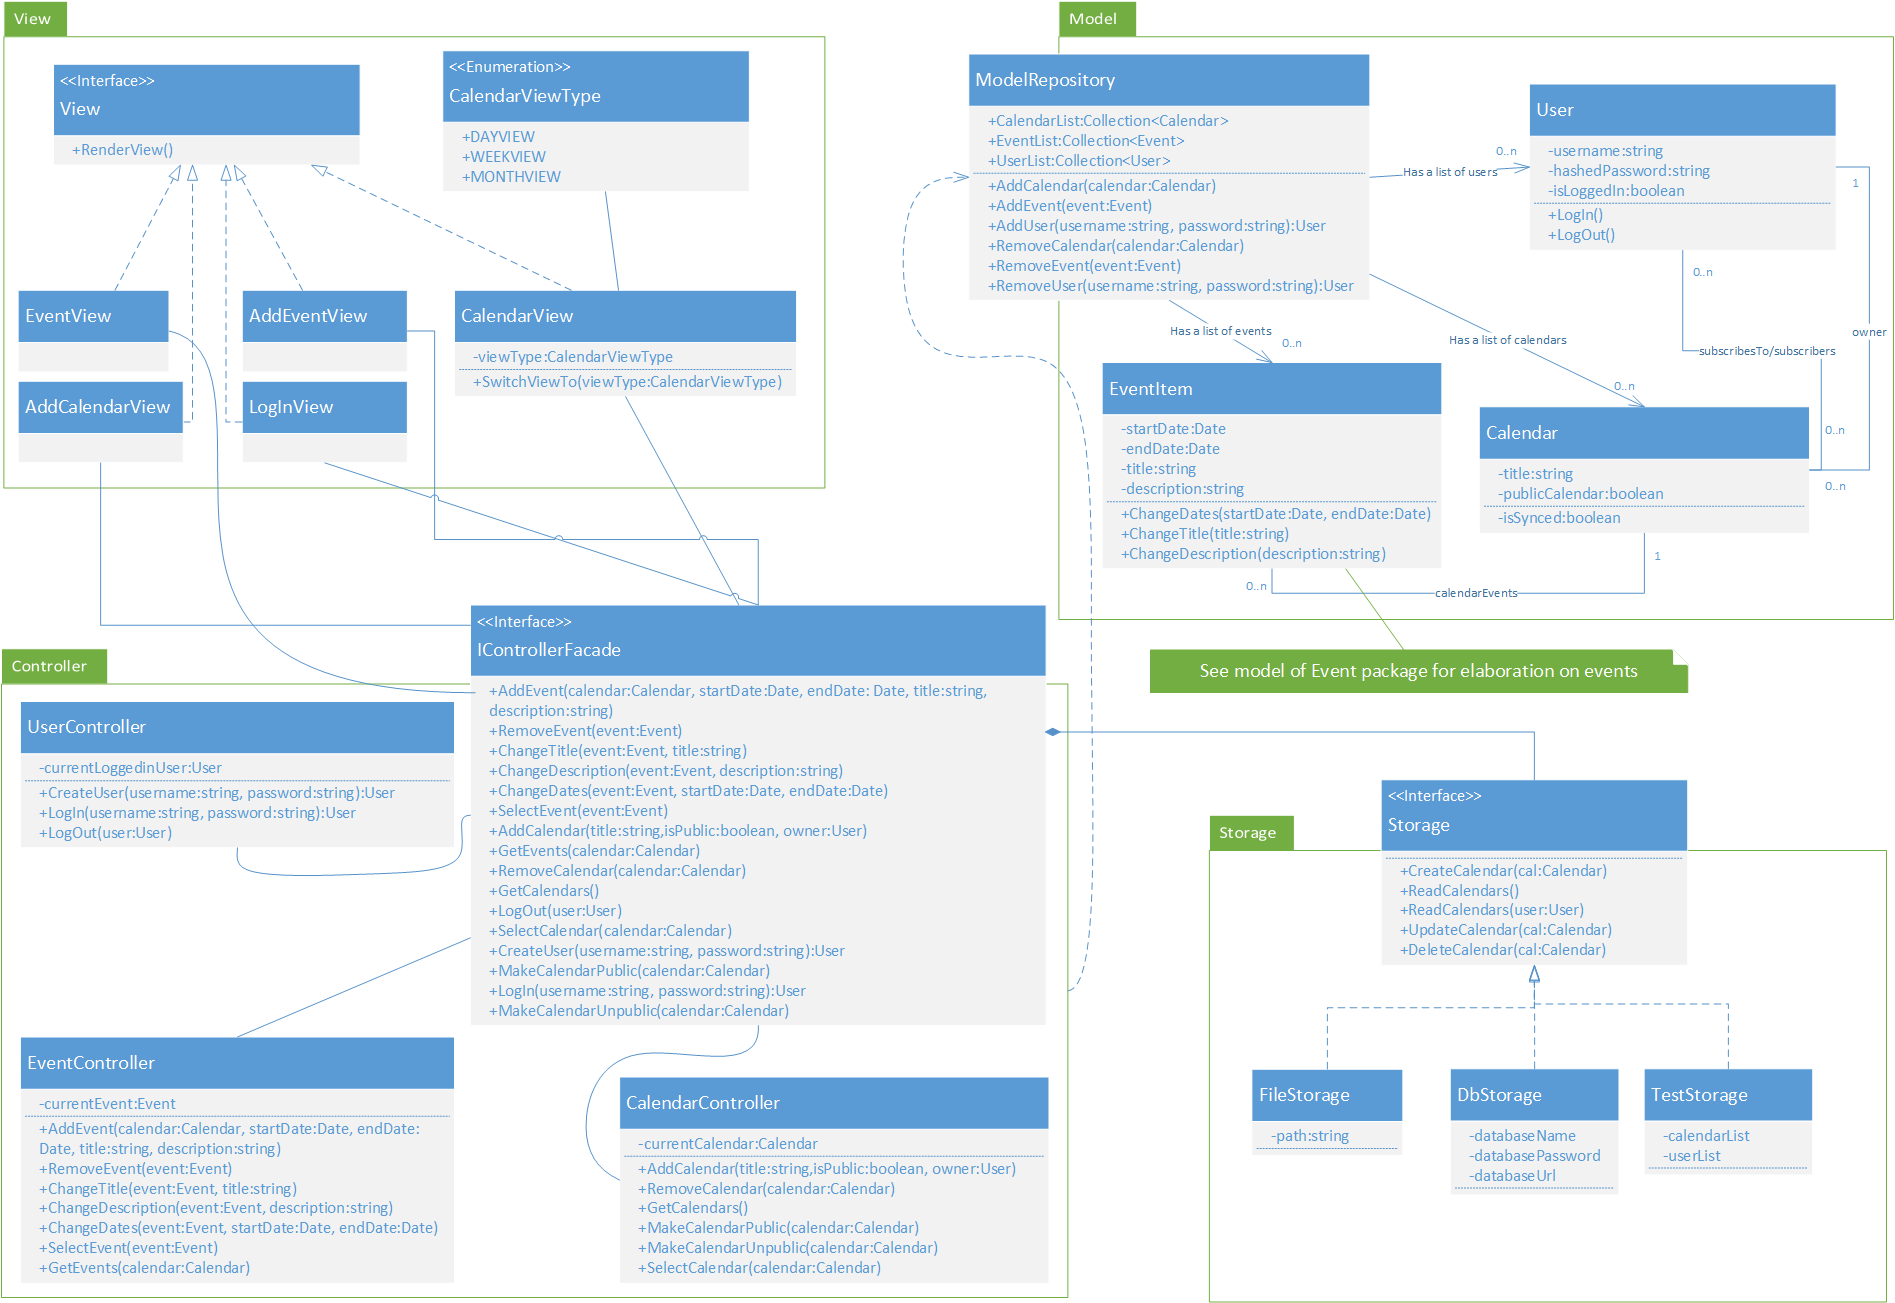 View
<<Interface>>
View
+RenderView()
<<Enumeration>>
CalendarViewType
+DAYVIEW
+WEEKVIEW
+MONTHVIEW
EventView
AddEventView
CalendarView
-viewType:CalendarViewType
+SwitchViewTo(viewType:CalendarViewType)
AddCalendarView
LogInView
Model
ModelRepository
+CalendarList:Collection<Calendar>
+EventList:Collection<Event>
+UserList:Collection<User>
+AddCalendar(calendar:Calendar)
+AddEvent(event:Event)
+AddUser(username:string, password:string):User
+RemoveCalendar(calendar:Calendar)
+RemoveEvent(event:Event)
+RemoveUser(username:string, password:string):User
0..n
Has a list of users
User
-username:string
-hashedPassword:string
-isLoggedIn:boolean
+LogIn()
+LogOut()
1
0..n
owner
subscribesTo/subscribers
Has a list of events
0..n
Has a list of calendars
0..n
EventItem
-startDate:Date
-endDate:Date
-title:string
-description:string
+ChangeDates(startDate:Date, endDate:Date)
+ChangeTitle(title:string)
+ChangeDescription(description:string)
Calendar
-title:string
-publicCalendar:boolean
-isSynced:boolean
0..n
0..n
1
0..n
calendarEvents
See model of Event package for elaboration on events
Controller
<<Interface>>
IControllerFacade
+AddEvent(calendar:Calendar, startDate:Date, endDate: Date, title:string,
description:string)
+RemoveEvent(event:Event)
+ChangeTitle(event:Event, title:string)
+ChangeDescription(event:Event, description:string)
+ChangeDates(event:Event, startDate:Date, endDate:Date)
+SelectEvent(event:Event)
+AddCalendar(title:string,isPublic:boolean, owner:User)
+GetEvents(calendar:Calendar)
+RemoveCalendar(calendar:Calendar)
+GetCalendars()
+LogOut(user:User)
+SelectCalendar(calendar:Calendar)
+CreateUser(username:string, password:string):User
+MakeCalendarPublic(calendar:Calendar)
+LogIn(username:string, password:string):User
+MakeCalendarUnpublic(calendar:Calendar)
UserController
-currentLoggedinUser:User
+CreateUser(username:string, password:string):User
+LogIn(username:string, password:string):User
+LogOut(user:User)
EventController
-currentEvent:Event
+AddEvent(calendar:Calendar, startDate:Date, endDate:
Date, title:string, description:string)
+RemoveEvent(event:Event)
+ChangeTitle(event:Event, title:string)
+ChangeDescription(event:Event, description:string)
+ChangeDates(event:Event, startDate:Date, endDate:Date)
+SelectEvent(event:Event)
+GetEvents(calendar:Calendar)
CalendarController
-currentCalendar:Calendar
+AddCalendar(title:string,isPublic:boolean, owner:User)
+RemoveCalendar(calendar:Calendar)
+GetCalendars()
+MakeCalendarPublic(calendar:Calendar)
+MakeCalendarUnpublic(calendar:Calendar)
+SelectCalendar(calendar:Calendar)
Storage
<<Interface>>
Storage
+CreateCalendar(cal:Calendar)
+ReadCalendars()
+ReadCalendars(user:User)
+UpdateCalendar(cal:Calendar)
+DeleteCalendar(cal:Calendar)
FileStorage
-path:string
DbStorage
-databaseName
-databasePassword
-databaseUrl
TestStorage
-calendarList
-userList